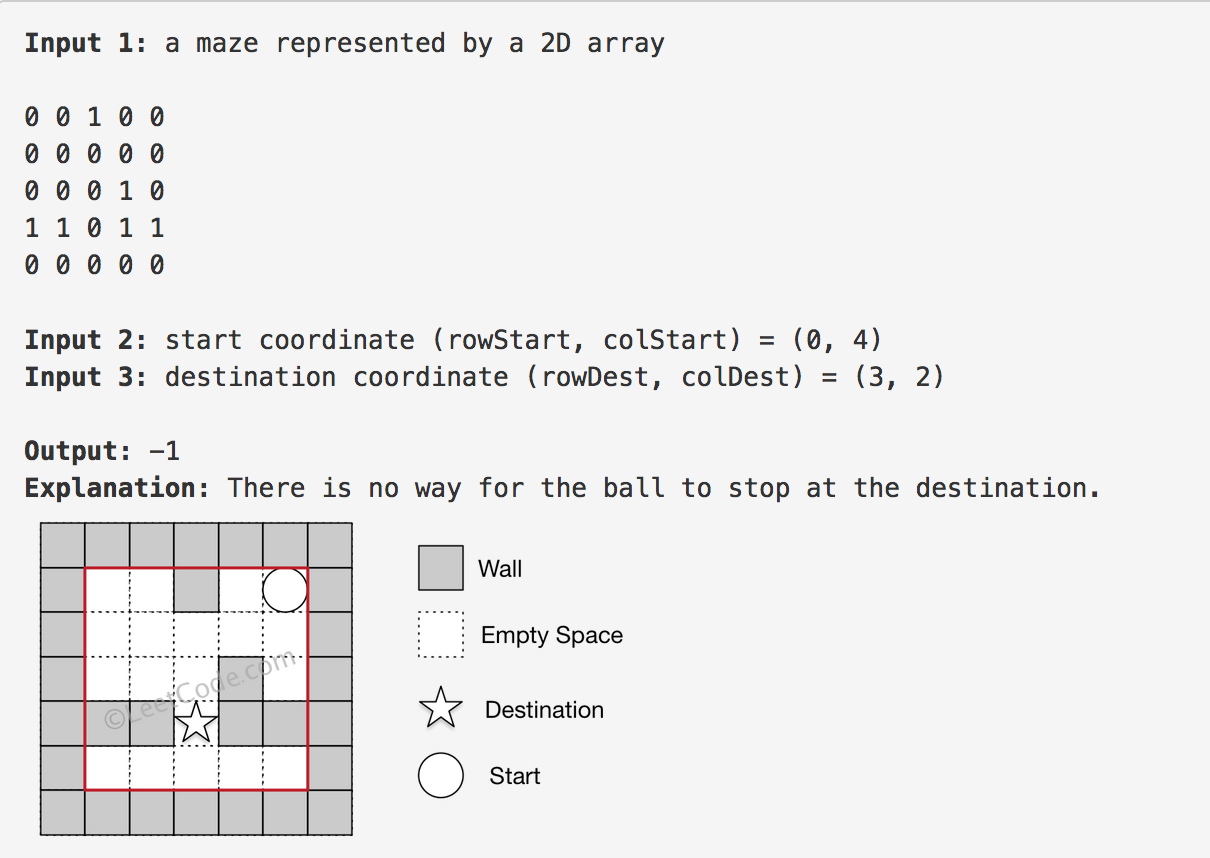 Input 1: a maze represented by a 2D array
0 0 1 0 0
0 0 0 0 0
0 0 0 1 0
1 1 0 1 1
0 0 0 0 0
Input 2: start coordinate (rowStart, colStart) = (0, 4)
Input 3: destination coordinate (rowDest, colDest) = (3, 2)
Output: -1
Explanation: There is no way for the ball to stop at the destination.
©LeetCode.com
Wall
Empty Space
Destination
Start